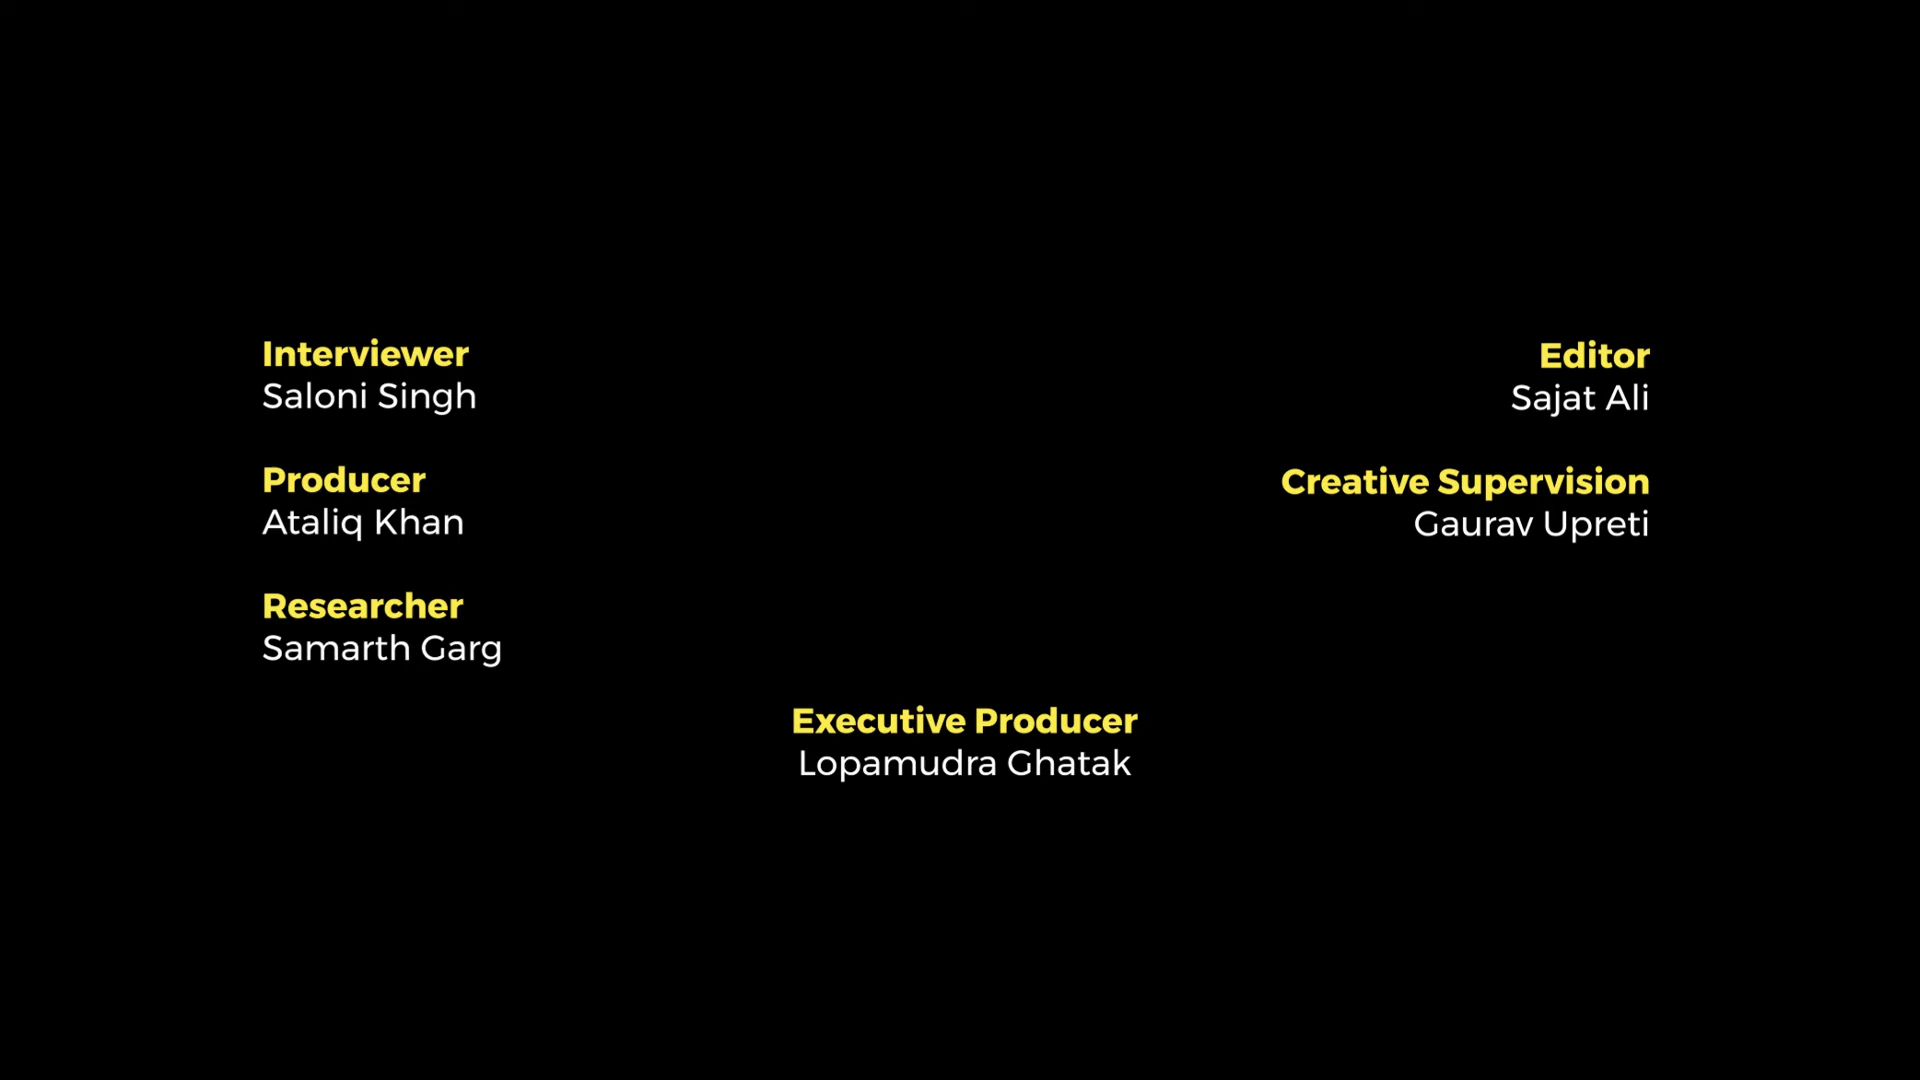 Interviewer
Saloni Singh
Producer
Ataliq Khan
Researcher
Samarth Garg
Editor
Sajat Ali
Creative Supervision
Gaurav Upreti
Executive Producer
Lopamudra Ghatak